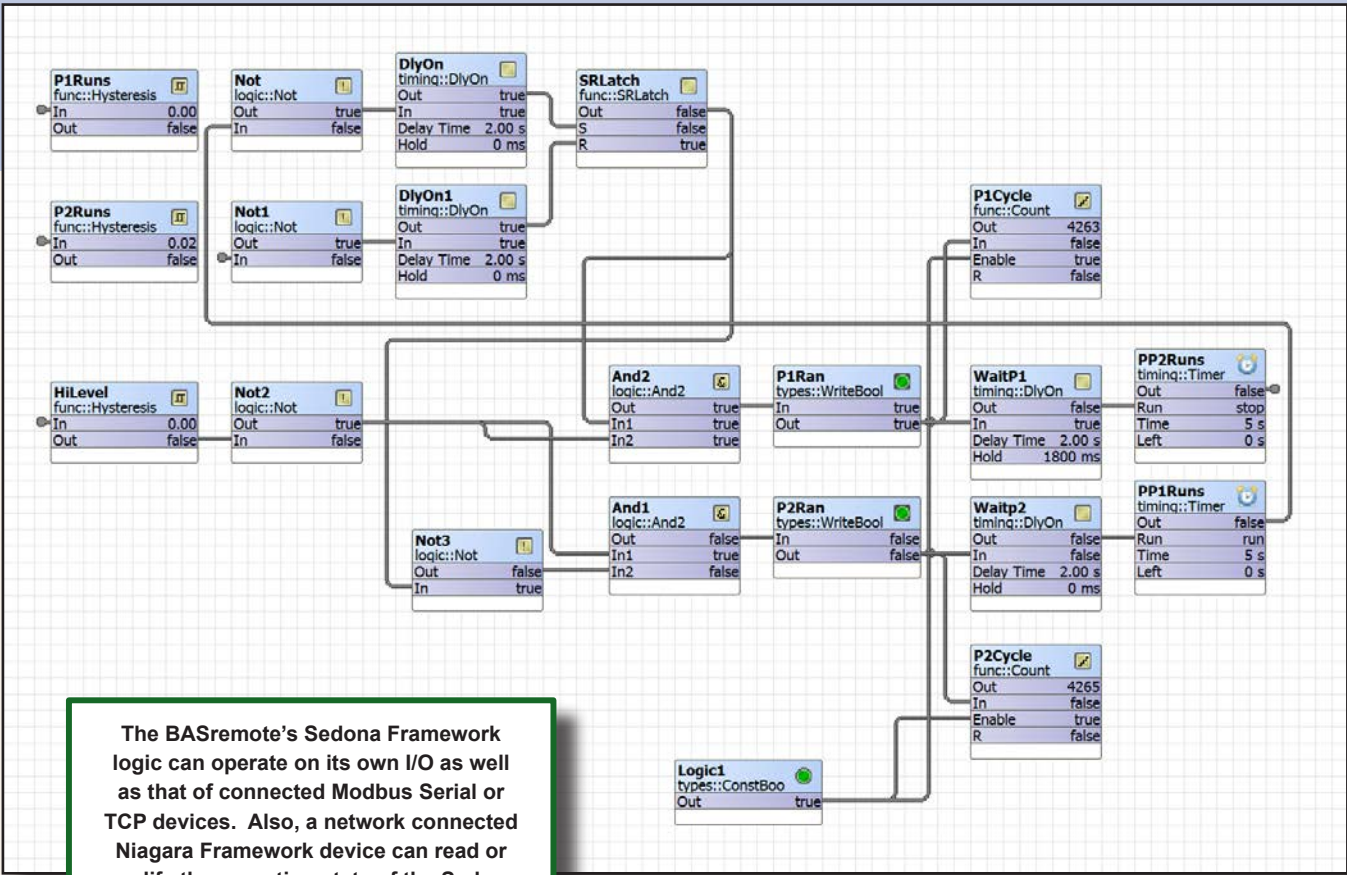 P1Runs
func::Hysteresis
In 0.00
Out false
Not
logic::Not
Out true
In false
DlyOn
timing::DlyOn
Out true
In true
Delay Time 2.00 s
Hold 0 ms
SRLatch
func::SRLatch
Out false
S false
R true
P2Runs
func::Hysteresis
In 0.02
Out false
Not1
logic::Not
Out true
In false
DlyOn1
timing::DlyOn
Out true
In true
Delay Time 2.00 s
Hold 0 ms
P1Cycle
func::Count
Out 4263
In false
Enable true
R false
HiLevel
func::Hysteresis
In 0.00
Out false
Not2
logic::Not
Out true
In false
And2
logic::And2
Out true
In1 true
In2 true
P1Ran
types::WriteBool
In true
Out true
WaitP1
timing::DlyOn
Out false
In true
Delay Time 2.00 s
Hold 1800 ms
PP2Runs
timing::Timer
Out false
Run stop
Time 5 s
Left 0 s
Not3
logic::Not
Out false
In true
And1
logic::And2
Out false
In1 true
In2 false
P2Ran
types::WriteBool
In false
Out false
Waitp2
timing::DlyOn
Out false
In false
Delay Time 2.00 s
Hold 0 ms
PP1Runs
timing::Timer
Out false
Run run
Time 5 s
Left 0 s
P2Cycle
func::Count
Out 4265
In false
Enable true
R false
Logic1
types::ConstBoo
Out true
The BASremote's Sedona Framework
logic can operate on its own I/O as well
as that of connected Modbus Serial or
TCP devices. Also, a network connected
Niagara Framework device can read or